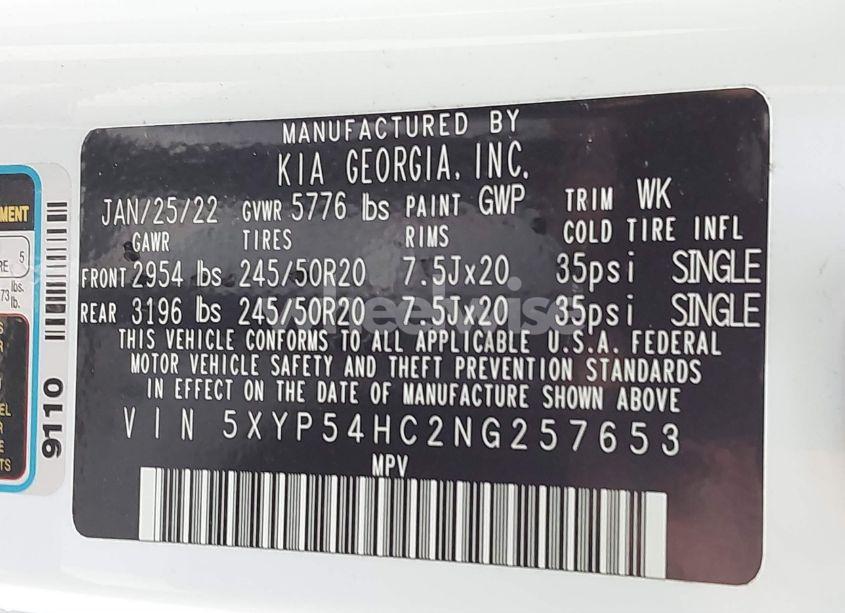 MANUFACTURED BY
KIA GEORGIA, INC.
JAN/25/22 GVWR 5776 lbs PAINT GWP TRIM WK
GAWR TIRES RIMS COLD TIRE INFL
FRONT 2954 lbs 245/50R20 7.5Jx20 35psi SINGLE
REAR 3196 lbs 245/50R20 7.5Jx20 35psi SINGLE
THIS VEHICLE CONFORMS TO ALL APPLICABLE U.S.A. FEDERAL
MOTOR VEHICLE SAFETY AND THEFT PREVENTION STANDARDS
IN EFFECT ON THE DATE OF MANUFACTURE SHOWN ABOVE
VIN 5XYP54HC2NG257653
MPV
9110
5
lbs.
lb.